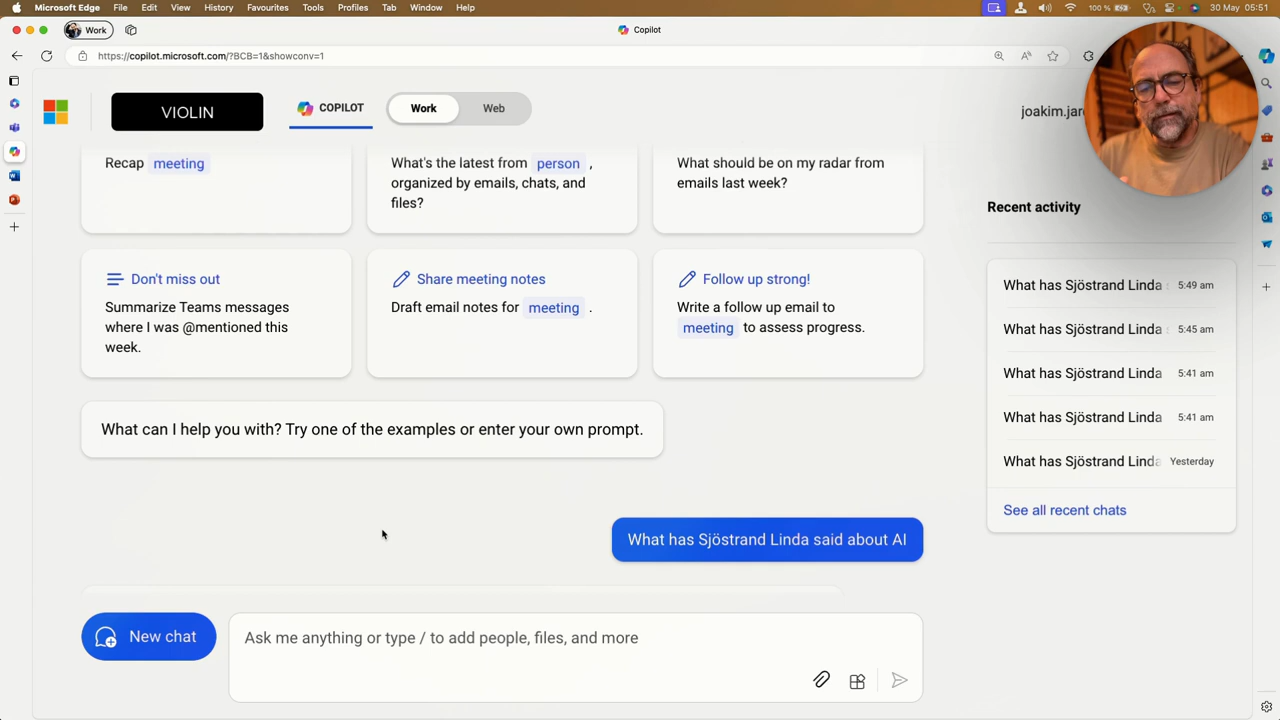 Microsoft Edge File Edit View History Favourites Tools Profiles Tab Window Help 100 % 30 May 05:51
Work Copilot
https://copilot.microsoft.com/?BCB=1&showconv=1
VIOLIN COPILOT Work Web
joakim.jar
Recap meeting
What's the latest from person ,
organized by emails, chats, and
files?
What should be on my radar from
emails last week?
Don't miss out
Summarize Teams messages
where I was @mentioned this
week.
Share meeting notes
Draft email notes for meeting .
Follow up strong!
Write a follow up email to
meeting to assess progress.
What can I help you with? Try one of the examples or enter your own prompt.
What has Sjöstrand Linda said about AI
New chat
Ask me anything or type / to add people, files, and more
Recent activity
What has Sjöstrand Linda 5:49 am
What has Sjöstrand Linda 5:45 am
What has Sjöstrand Linda 5:41 am
What has Sjöstrand Linda 5:41 am
What has Sjöstrand Linda Yesterday
See all recent chats